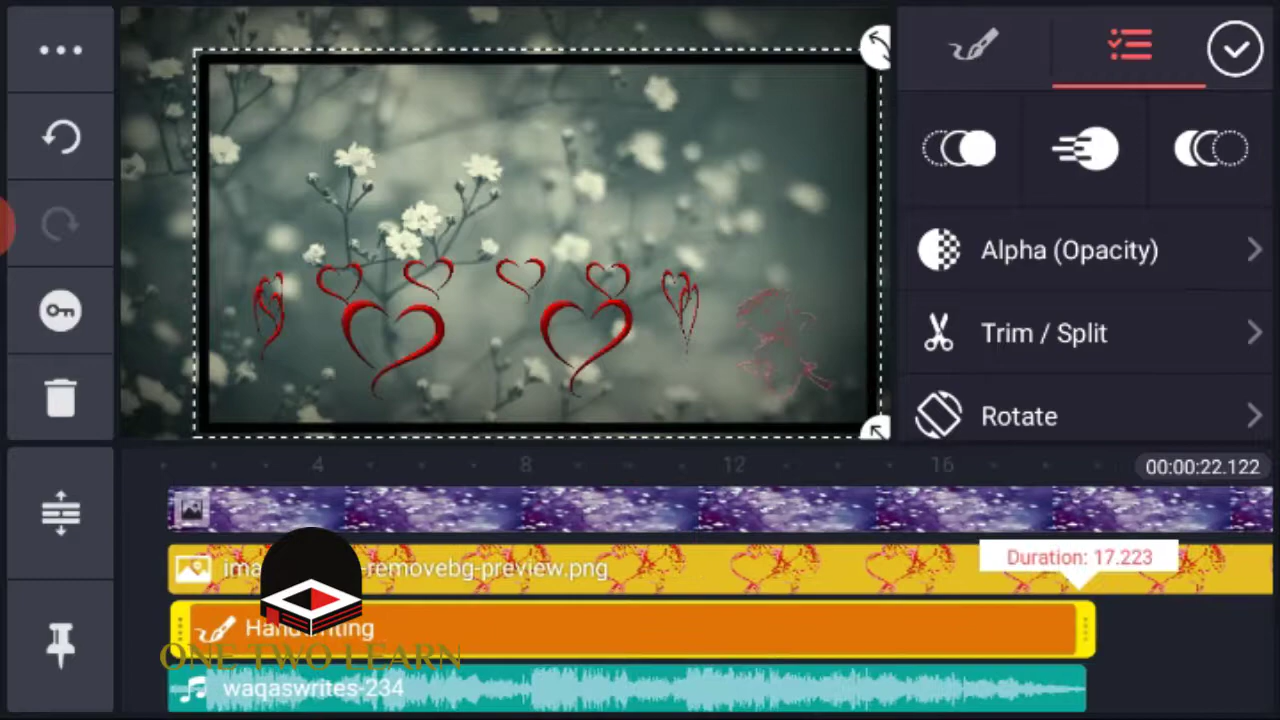 Alpha (Opacity)
Trim / Split
Rotate
4 8 12 16
00:00:22.122
Duration: 17.223
-removebg-preview.png
ONE TWO LEARN
waqaswrites-234